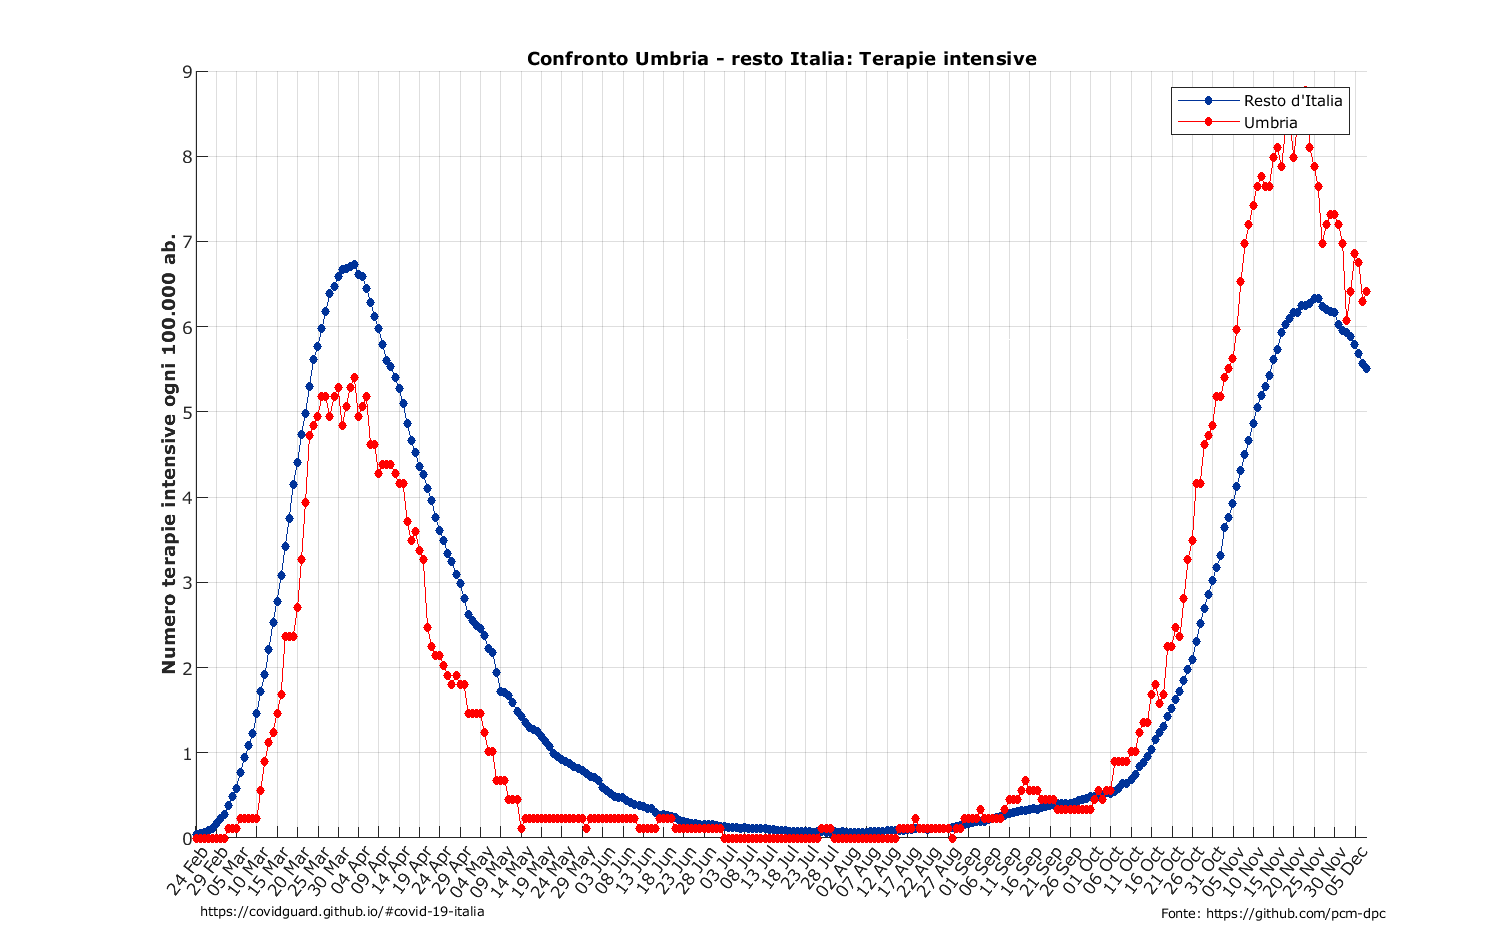 Confronto Umbria - resto Italia: Terapie intensive
Numero terapie intensive ogni 100.000 ab.
9
8
7
6
5
4
3
2
1
0
Resto d'Italia
Umbria
24 Feb
29 Feb
05 Mar
10 Mar
15 Mar
20 Mar
25 Mar
30 Mar
04 Apr
09 Apr
14 Apr
19 Apr
24 Apr
29 Apr
04 May
09 May
14 May
19 May
24 May
29 May
03 Jun
08 Jun
13 Jun
18 Jun
23 Jun
28 Jun
03 Jul
08 Jul
13 Jul
18 Jul
23 Jul
28 Jul
02 Aug
07 Aug
12 Aug
17 Aug
22 Aug
27 Aug
01 Sep
06 Sep
11 Sep
16 Sep
21 Sep
26 Sep
01 Oct
06 Oct
11 Oct
16 Oct
21 Oct
26 Oct
31 Oct
05 Nov
10 Nov
15 Nov
20 Nov
25 Nov
30 Nov
05 Dec
https://covidguard.github.io/#covid-19-italia
Fonte: https://github.com/pcm-dpc